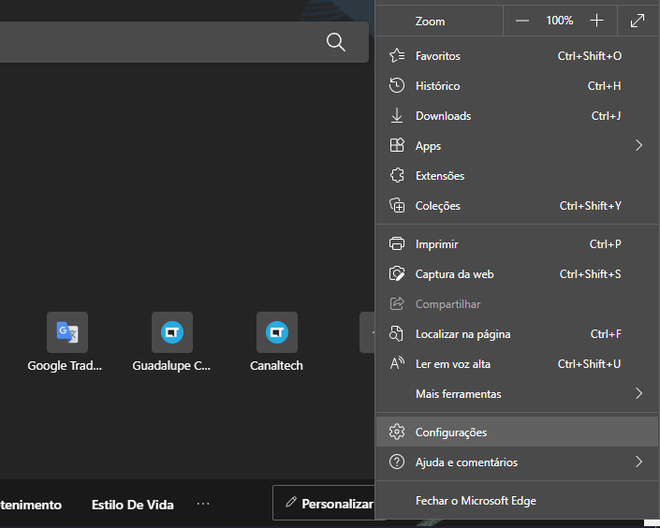 Zoom — 100% +
Favoritos Ctrl+Shift+O
Histórico Ctrl+H
Downloads Ctrl+J
Apps
Extensões
Coleções Ctrl+Shift+Y
Imprimir Ctrl+P
Captura da web Ctrl+Shift+S
Compartilhar
Localizar na página Ctrl+F
Ler em voz alta Ctrl+Shift+U
Mais ferramentas
Configurações
Ajuda e comentários
Fechar o Microsoft Edge
Google Trad...
Guadalupe C...
Canaltech
tenimento Estilo De Vida ... Personalizar